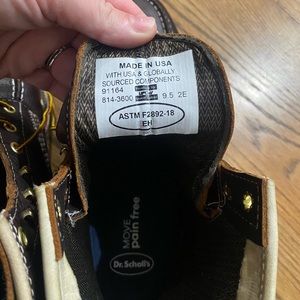 MADE IN USA
WITH USA & GLOBALLY
SOURCED COMPONENTS
91164
814-3600 9.5 2E
ASTM F2892-18
EH
MOVE
pain free
Dr. Scholl's